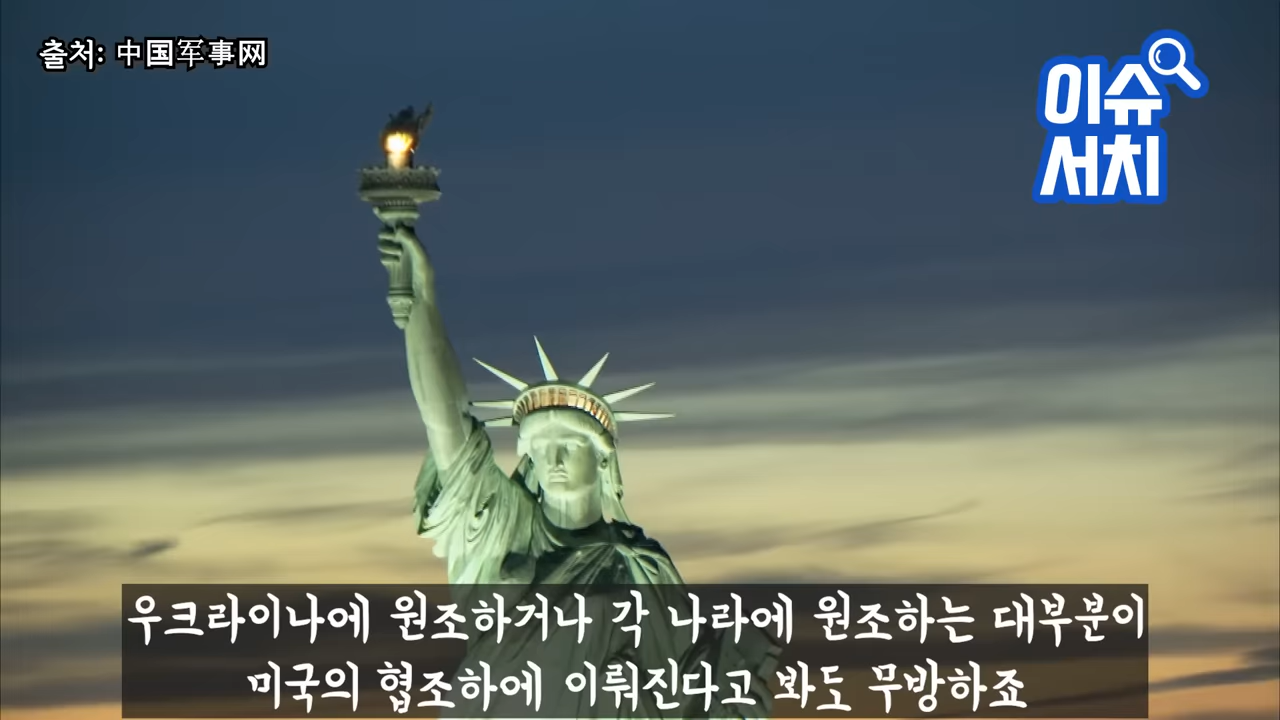 출처: 中国军事网
이슈
서치
우크라이나에 원조하거나 각 나라에 원조하는 대부분이
미국의 협조하에 이뤄진다고 봐도 무방하죠